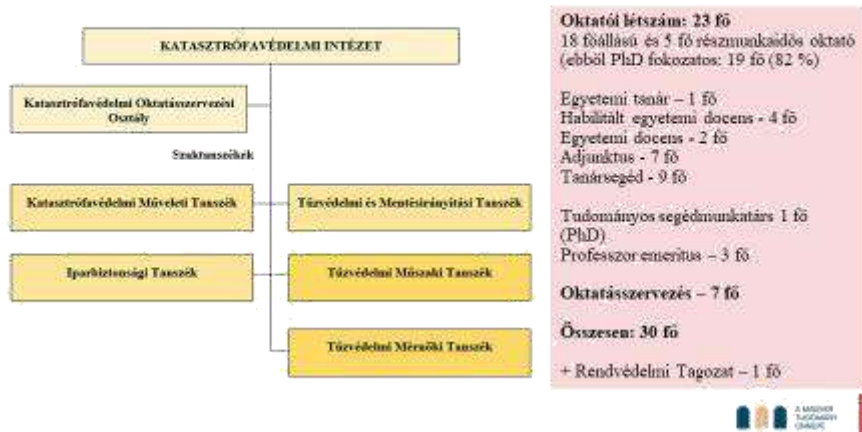 KATASZTRÓFAVÉDELMI INTÉZET
Katasztrófavédelmi Oktatásszervezési
Osztály
Szaktanszékek
Katasztrófavédelmi Műveleti Tanszék
Tűzvédelmi és Mentésirányítási Tanszék
Iparbiztonsági Tanszék
Tűzvédelmi Műszaki Tanszék
Tűzvédelmi Mérnöki Tanszék
Oktatói létszám: 23 fő
18 főállású és 5 fő részmunkaidős oktató
(ebből PhD fokozatos: 19 fő (82 %)
Egyetemi tanár – 1 fő
Habilitált egyetemi docens - 4 fő
Egyetemi docens - 2 fő
Adjunktus - 7 fő
Tanársegéd - 9 fő
Tudományos segédmunkatárs 1 fő
(PhD)
Professzor emeritus – 3 fő
Oktatásszervezés – 7 fő
Összesen: 30 fő
+ Rendvédelmi Tagozat – 1 fő
A MAGYAR
TUDOMÁNY
ÜNNEPE